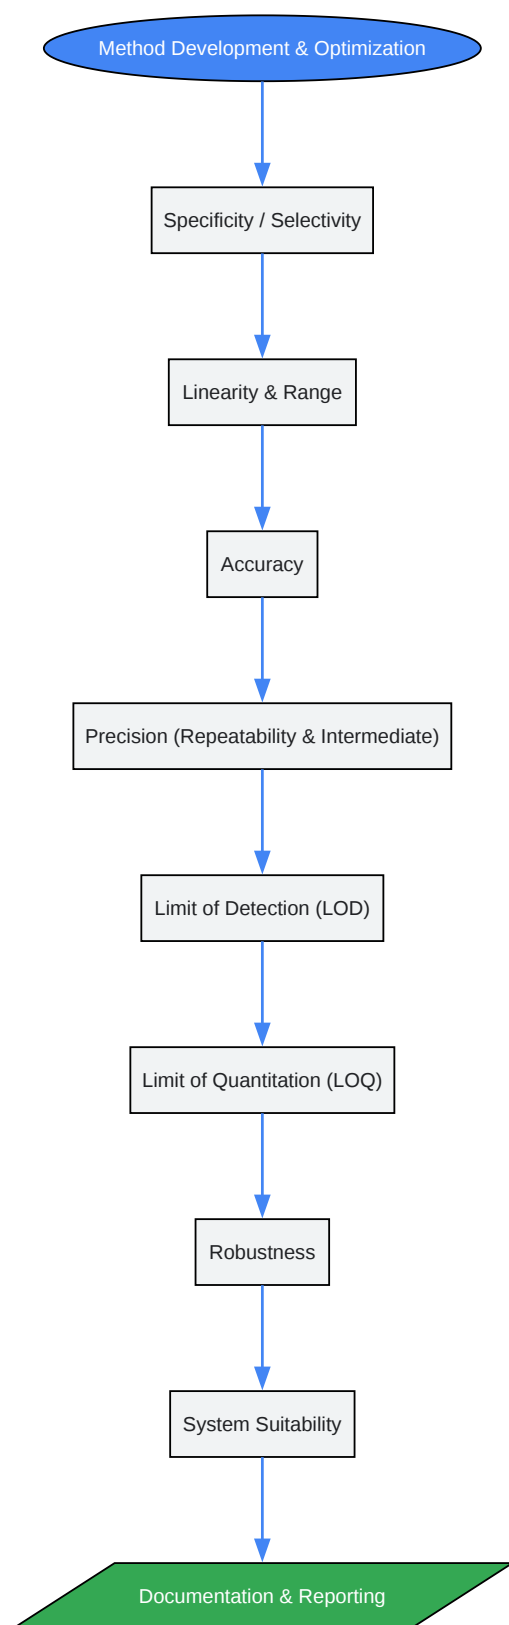 Method Development & Optimization
Specificity / Selectivity
Linearity & Range
Accuracy
Precision (Repeatability & Intermediate)
Limit of Detection (LOD)
Limit of Quantitation (LOQ)
Robustness
System Suitability
Documentation & Reporting